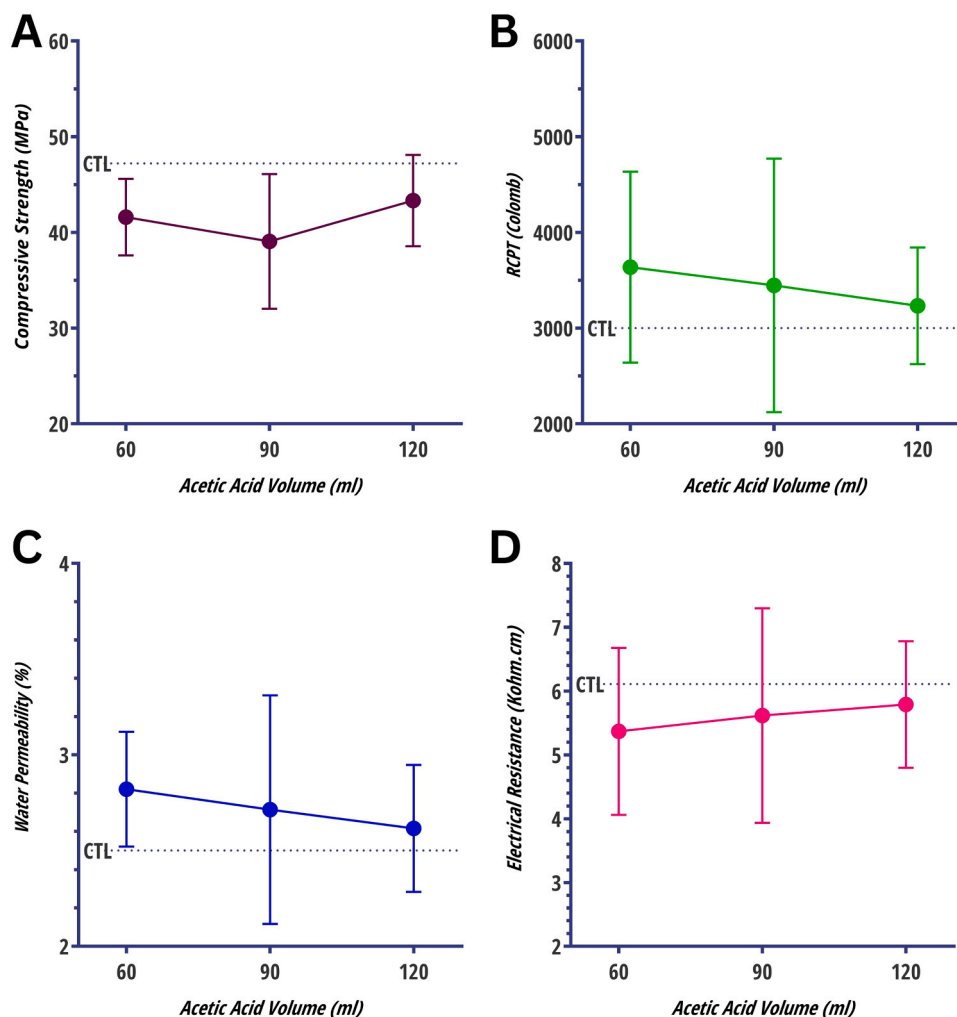 A
60
50
40
30
20
CTL
Compressive Strength (MPa)
60 90 120
Acetic Acid Volume (ml)
B
6000
5000
4000
3000
2000
CTL
RCPT (Colomb)
60 90 120
Acetic Acid Volume (ml)
C
4
3
2
CTL
Water Permeability (%)
60 90 120
Acetic Acid Volume (ml)
D
8
7
6
5
4
3
2
CTL
Electrical Resistance (Kohm.cm)
60 90 120
Acetic Acid Volume (ml)